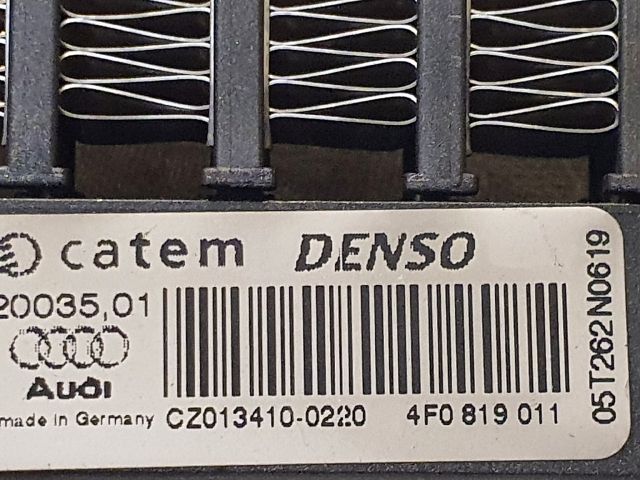 catem DENSO
20035,01
Audi
made in Germany CZ013410-0220 4F0 819 011
05T262N0619